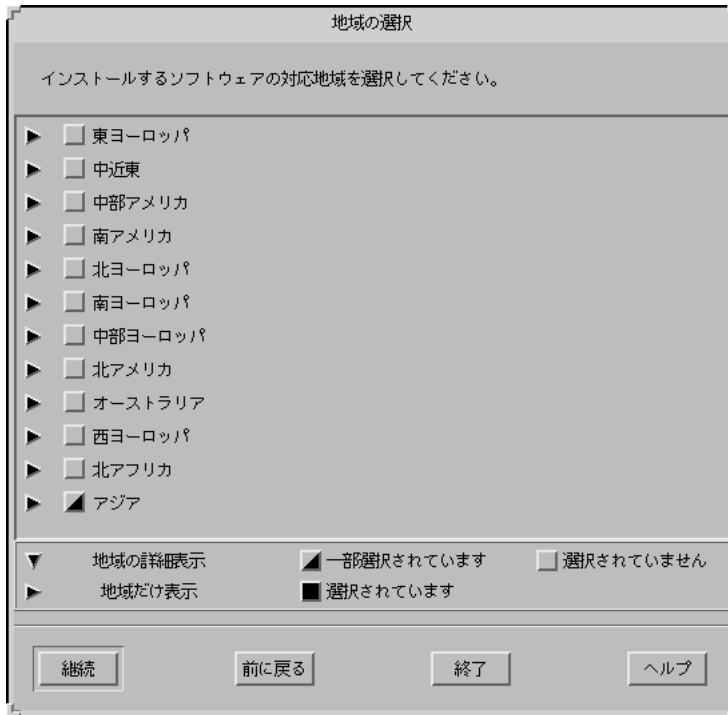 地域の選択
インストールするソフトウェアの対応地域を選択してください。
東ヨーロッパ
中近東
中部アメリカ
南アメリカ
北ヨーロッパ
南ヨーロッパ
中部ヨーロッパ
北アメリカ
オーストラリア
西ヨーロッパ
北アフリカ
アジア
地域の詳細表示 一部選択されています 選択されていません
地域だけ表示 選択されています
継続 前に戻る 終了 ヘルプ